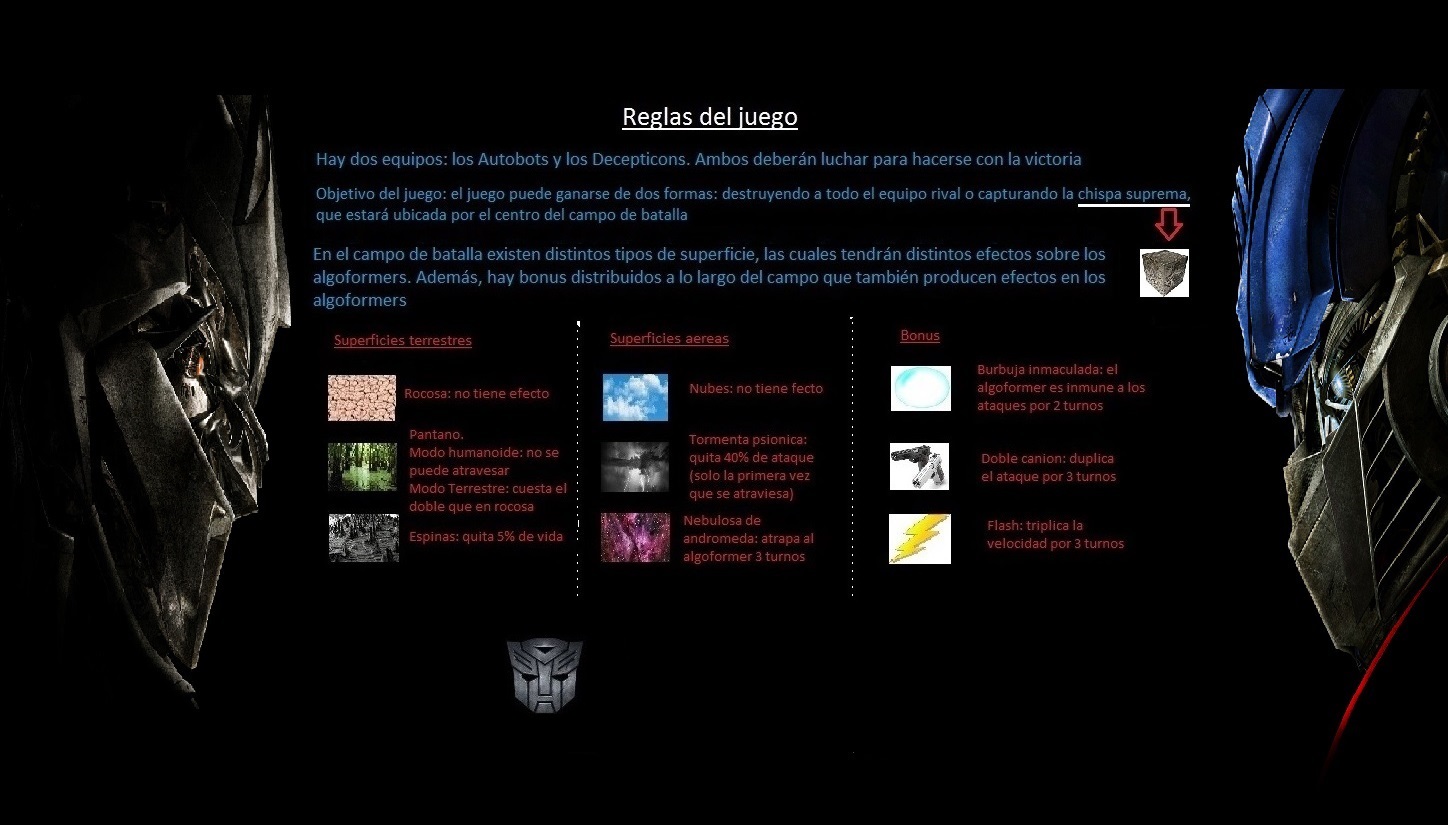 Reglas del juego
Hay dos equipos: los Autobots y los Decepticons. Ambos deberán luchar para hacerse con la victoria
Objetivo del juego: el juego puede ganarse de dos formas: destruyendo a todo el equipo rival o capturando la chispa suprema,
que estará ubicada por el centro del campo de batalla
En el campo de batalla existen distintos tipos de superficie, las cuales tendrán distintos efectos sobre los
algoformers. Además, hay bonus distribuidos a lo largo del campo que también producen efectos en los
algoformers
Superficies terrestres
Rocosa: no tiene efecto
Pantano.
Modo humanoide: no se
puede atravesar
Modo Terrestre: cuesta el
doble que en rocosa
Espinas: quita 5% de vida
Superficies aereas
Nubes: no tiene fecto
Tormenta psionica:
quita 40% de ataque
(solo la primera vez
que se atraviesa)
Nebulosa de
andromeda: atrapa al
algoformer 3 turnos
Bonus
Burbuja inmaculada: el
algoformer es inmune a los
ataques por 2 turnos
Doble canion: duplica
el ataque por 3 turnos
Flash: triplica la
velocidad por 3 turnos